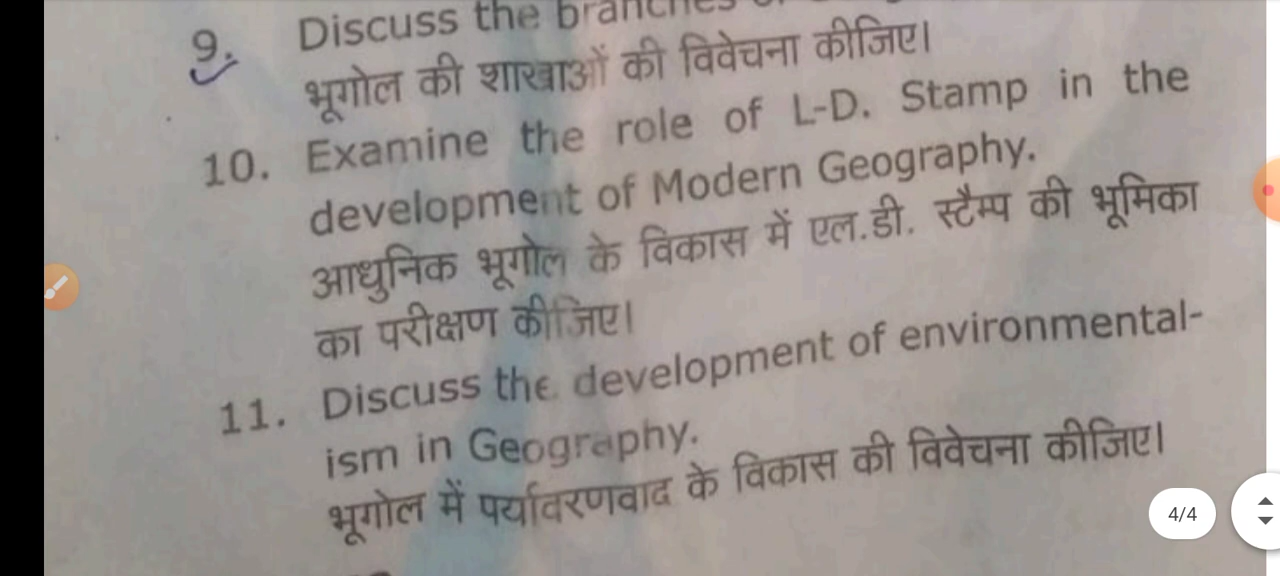 9. Discuss the branches
भूगोल की शाखाओं की विवेचना कीजिए।
10. Examine the role of L-D. Stamp in the
development of Modern Geography.
आधुनिक भूगोल के विकास में एल.डी. स्टैम्प की भूमिका
का परीक्षण कीजिए।
11. Discuss the development of environmental-
ism in Geography.
भूगोल में पर्यावरणवाद के विकास की विवेचना कीजिए।
4/4